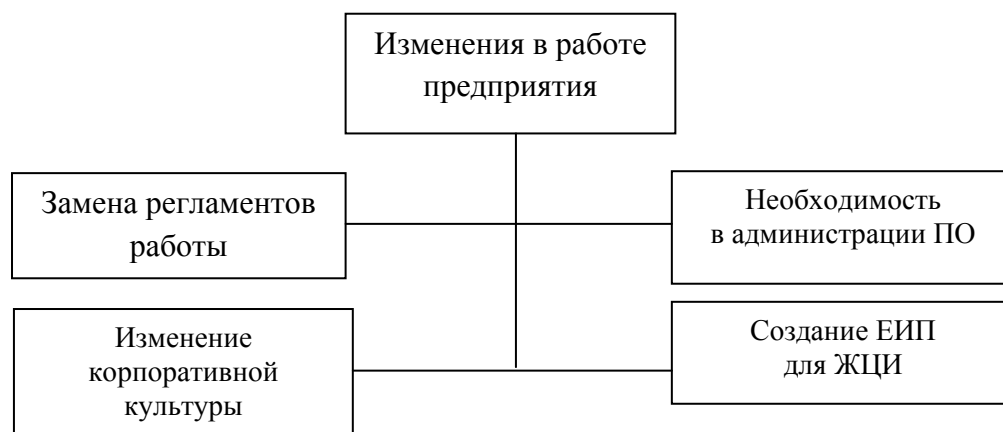 Изменения в работе
предприятия
Замена регламентов
работы
Необходимость
в администрации ПО
Изменение
корпоративной
культуры
Создание ЕИП
для ЖЦИ